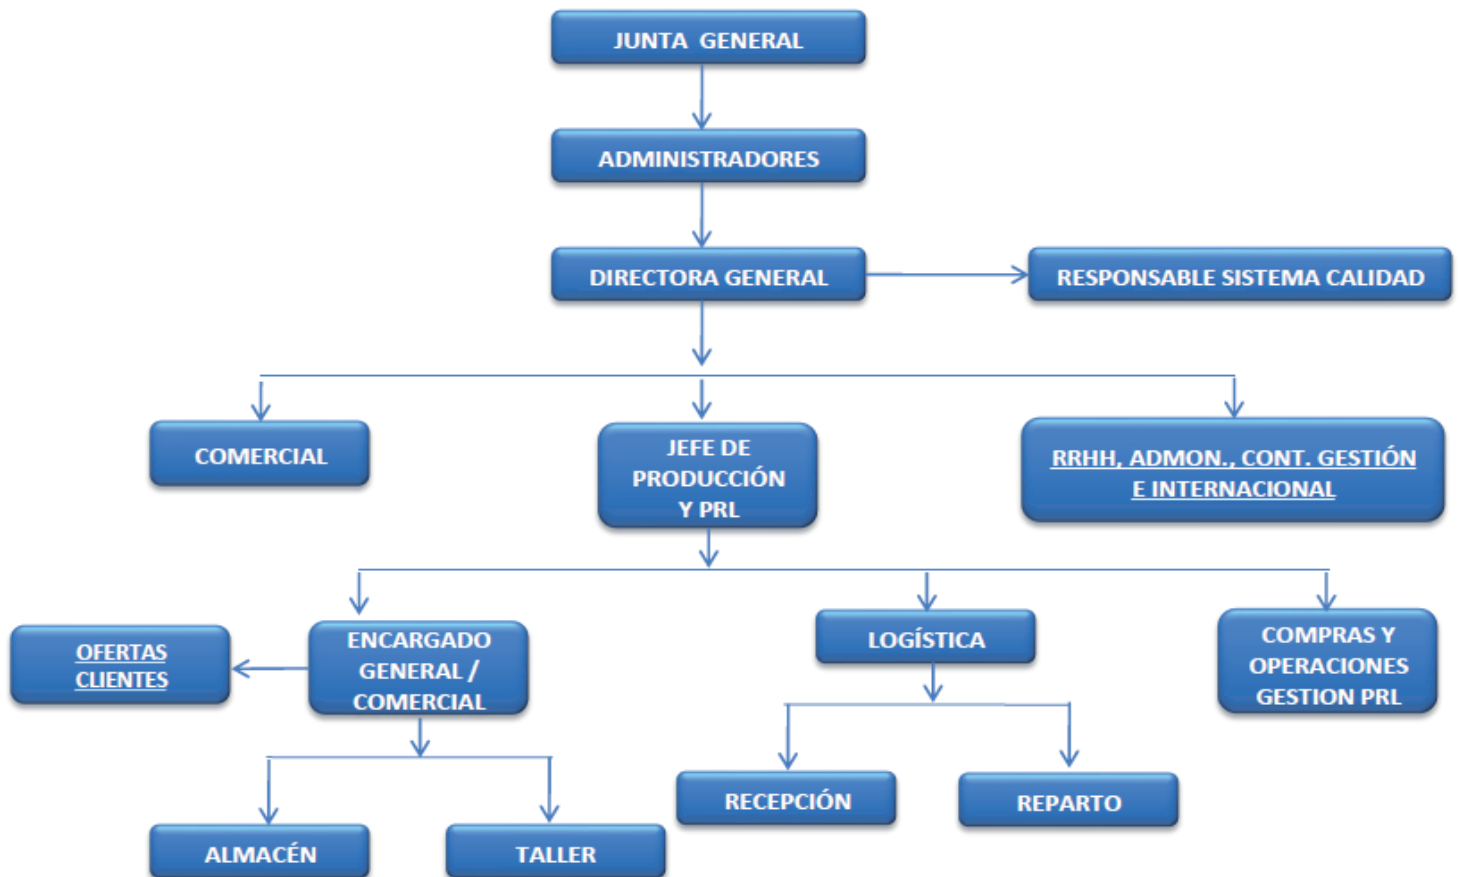 JUNTA GENERAL
ADMINISTRADORES
DIRECTORA GENERAL
RESPONSABLE SISTEMA CALIDAD
COMERCIAL
JEFE DE
PRODUCCIÓN
Y PRL
RRHH, ADMON., CONT. GESTIÓN
E INTERNACIONAL
OFERTAS
CLIENTES
ENCARGADO
GENERAL /
COMERCIAL
LOGÍSTICA
COMPRAS Y
OPERACIONES
GESTION PRL
RECEPCIÓN
REPARTO
ALMACÉN
TALLER